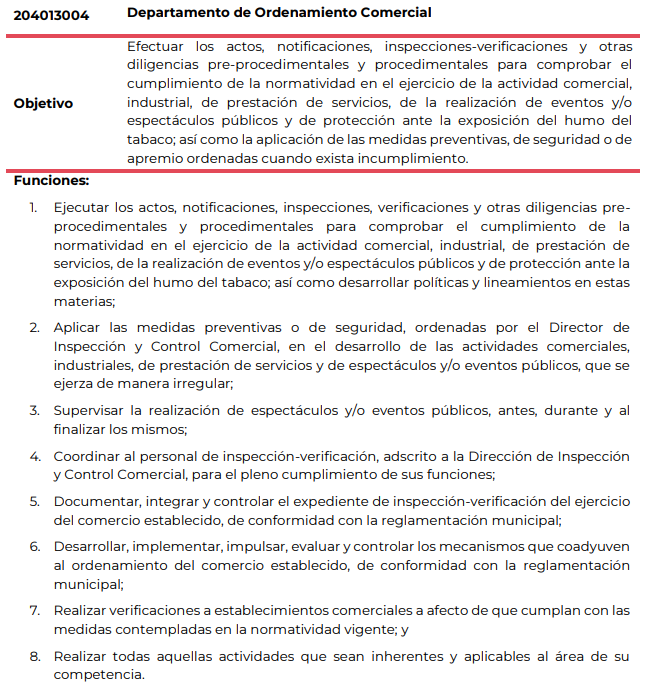 204013004 Departamento de Ordenamiento Comercial
Efectuar los actos, notificaciones, inspecciones-verificaciones y otras
diligencias pre-procedimentales y procedimentales para comprobar el
cumplimiento de la normatividad en el ejercicio de la actividad comercial,
Objetivo industrial, de prestación de servicios, de la realización de eventos y/o
espectáculos públicos y de protección ante la exposición del humo del
tabaco; así como la aplicación de las medidas preventivas, de seguridad o de
apremio ordenadas cuando exista incumplimiento.
Funciones:
1. Ejecutar los actos, notificaciones, inspecciones, verificaciones y otras diligencias pre-
procedimentales y procedimentales para comprobar el cumplimiento de la
normatividad en el ejercicio de la actividad comercial, industrial, de prestación de
servicios, de la realización de eventos y/o espectáculos públicos y de protección ante la
exposición del humo del tabaco; así como desarrollar políticas y lineamientos en estas
materias;
2. Aplicar las medidas preventivas o de seguridad, ordenadas por el Director de
Inspección y Control Comercial, en el desarrollo de las actividades comerciales,
industriales, de prestación de servicios y de espectáculos y/o eventos públicos, que se
ejerza de manera irregular;
3. Supervisar la realización de espectáculos y/o eventos públicos, antes, durante y al
finalizar los mismos;
4. Coordinar al personal de inspección-verificación, adscrito a la Dirección de Inspección
y Control Comercial, para el pleno cumplimiento de sus funciones;
5. Documentar, integrar y controlar el expediente de inspección-verificación del ejercicio
del comercio establecido, de conformidad con la reglamentación municipal;
6. Desarrollar, implementar, impulsar, evaluar y controlar los mecanismos que coadyuven
al ordenamiento del comercio establecido, de conformidad con la reglamentación
municipal;
7. Realizar verificaciones a establecimientos comerciales a afecto de que cumplan con las
medidas contempladas en la normatividad vigente; y
8. Realizar todas aquellas actividades que sean inherentes y aplicables al área de su
competencia.